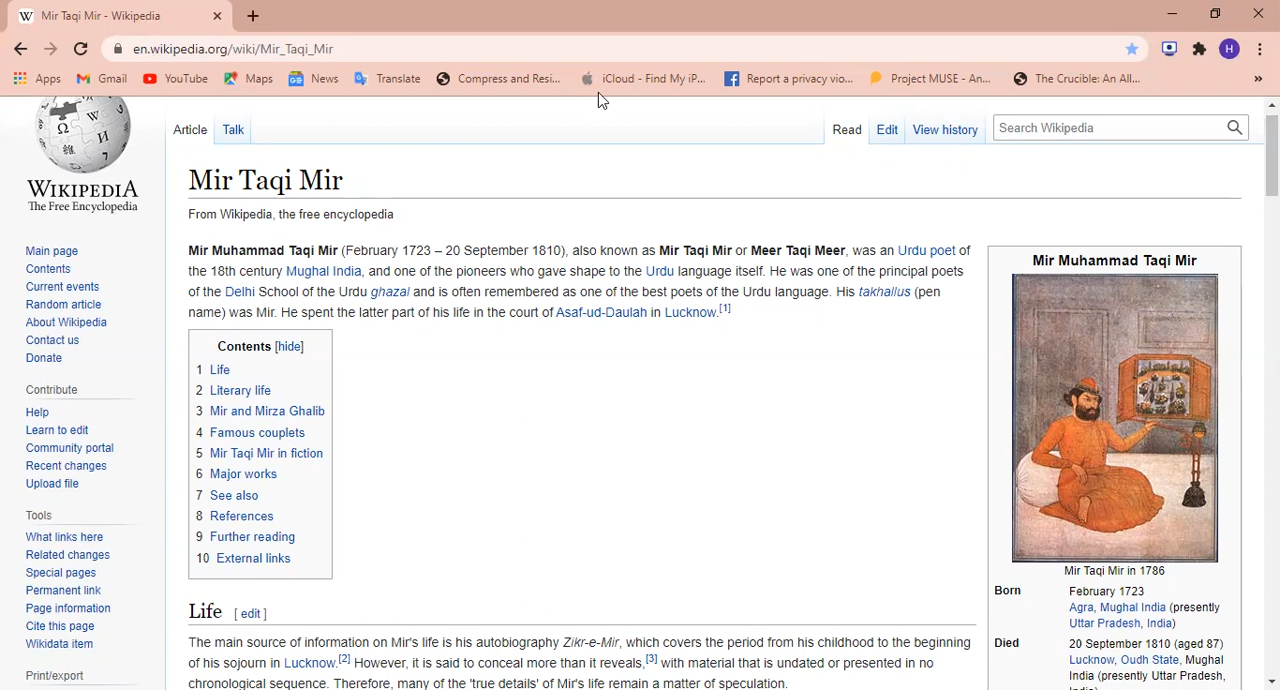 Mir Taqi Mir - Wikipedia
en.wikipedia.org/wiki/Mir_Taqi_Mir
H
Apps Gmail YouTube Maps News Translate Compress and Resi... iCloud - Find My iP... Report a privacy vio... Project MUSE - An... The Crucible: An All... »
WIKIPEDIA
The Free Encyclopedia
Main page
Contents
Current events
Random article
About Wikipedia
Contact us
Donate
Contribute
Help
Learn to edit
Community portal
Recent changes
Upload file
Tools
What links here
Related changes
Special pages
Permanent link
Page information
Cite this page
Wikidata item
Print/export
Article Talk Read Edit View history Search Wikipedia
Mir Taqi Mir
From Wikipedia, the free encyclopedia
Mir Muhammad Taqi Mir (February 1723 – 20 September 1810), also known as Mir Taqi Mir or Meer Taqi Meer, was an Urdu poet of
the 18th century Mughal India, and one of the pioneers who gave shape to the Urdu language itself. He was one of the principal poets
of the Delhi School of the Urdu ghazal and is often remembered as one of the best poets of the Urdu language. His takhallus (pen
name) was Mir. He spent the latter part of his life in the court of Asaf-ud-Daulah in Lucknow.[1]
Contents [hide]
1 Life
2 Literary life
3 Mir and Mirza Ghalib
4 Famous couplets
5 Mir Taqi Mir in fiction
6 Major works
7 See also
8 References
9 Further reading
10 External links
Life [ edit ]
The main source of information on Mir's life is his autobiography Zikr-e-Mir, which covers the period from his childhood to the beginning
of his sojourn in Lucknow.[2] However, it is said to conceal more than it reveals,[3] with material that is undated or presented in no
chronological sequence. Therefore, many of the 'true details' of Mir's life remain a matter of speculation.
Mir Muhammad Taqi Mir
Mir Taqi Mir in 1786
Born February 1723
Agra, Mughal India (presently
Uttar Pradesh, India)
Died 20 September 1810 (aged 87)
Lucknow, Oudh State, Mughal
India (presently Uttar Pradesh,